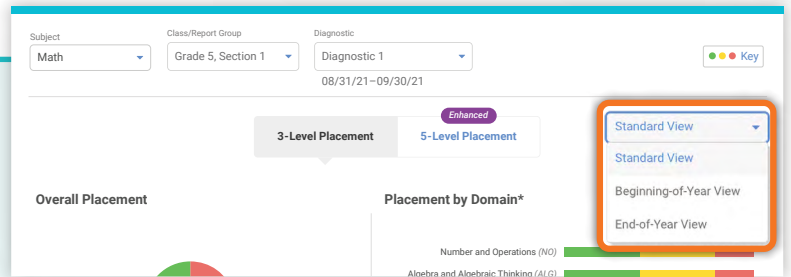 Subject
Class/Report Group
Diagnostic
Math
Grade 5, Section 1
Diagnostic 1
Key
08/31/21–09/30/21
Enhanced
3-Level Placement
5-Level Placement
Standard View
Standard View
Beginning-of-Year View
End-of-Year View
Overall Placement
Placement by Domain*
Number and Operations (NO)
Algebra and Algebraic Thinking (ALG)